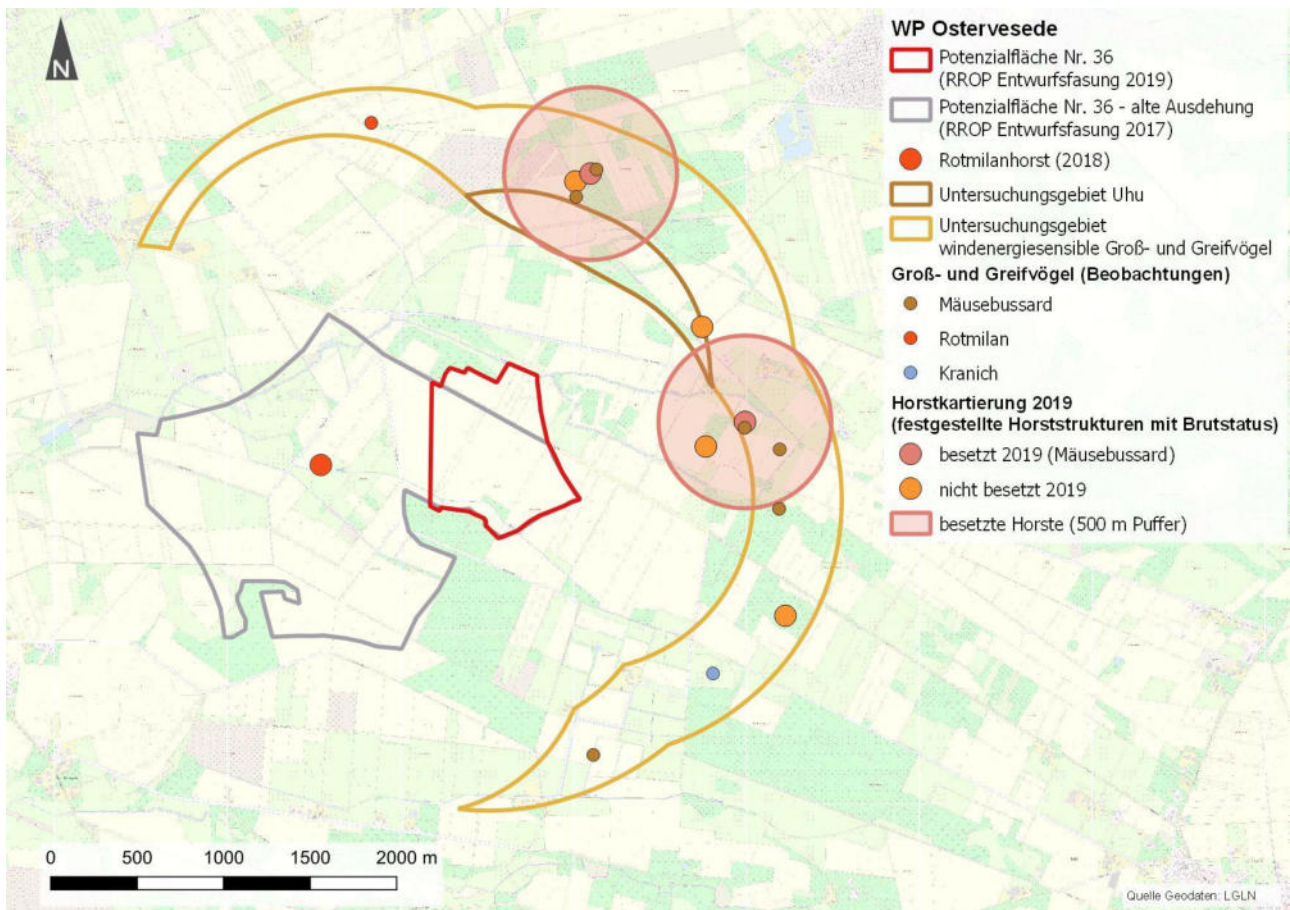 N
WP Ostervesede
Potenzialfläche Nr. 36
(RROP Entwurfsfasung 2019)
Potenzialfläche Nr. 36 - alte Ausdehung
(RROP Entwurfsfasung 2017)
Rotmilanhorst (2018)
Untersuchungsgebiet Uhu
Untersuchungsgebiet
windenergiesensible Groß- und Greifvögel
Groß- und Greifvögel (Beobachtungen)
Mäusebussard
Rotmilan
Kranich
Horstkartierung 2019
(festgestellte Horststrukturen mit Brutstatus)
besetzt 2019 (Mäusebussard)
nicht besetzt 2019
besetzte Horste (500 m Puffer)
0 500 1000 1500 2000 m
Quelle Geodaten: LGLN